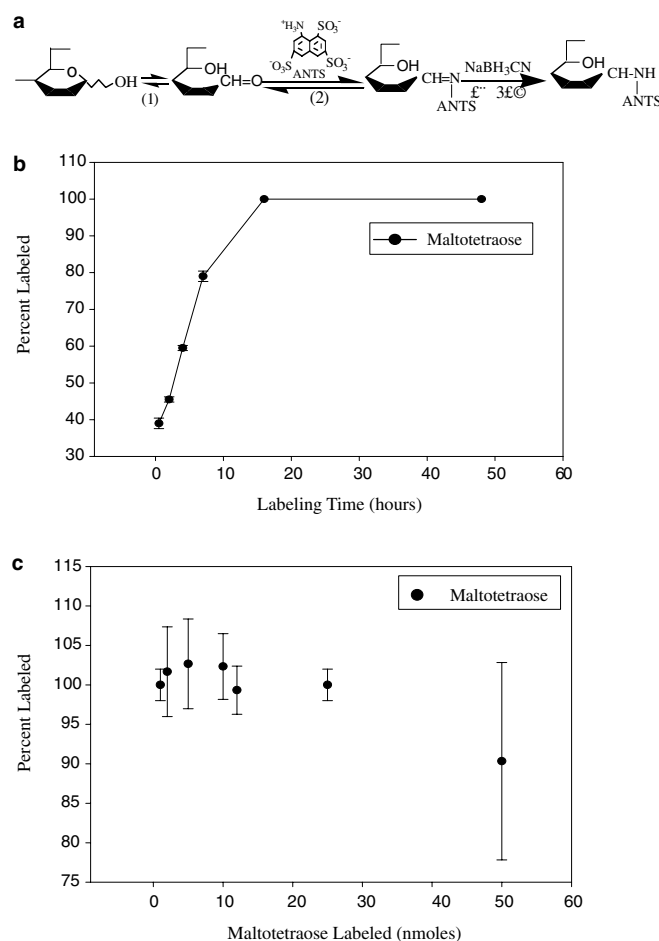 a
⁺H₃N
SO₃⁻
⁻O₃S
SO₃⁻
ANTS
OH
(1)
OH
CH=O
(2)
OH
CH=N
ANTS
NaBH3CN
£¨ 3£©
OH
CH-NH
ANTS
b
110
100
90
80
70
60
50
40
30
0 10 20 30 40 50 60
Percent Labeled
Labeling Time (hours)
Maltotetraose
c
115
110
105
100
95
90
85
80
75
0 10 20 30 40 50 60
Percent Labeled
Maltotetraose Labeled (nmoles)
Maltotetraose